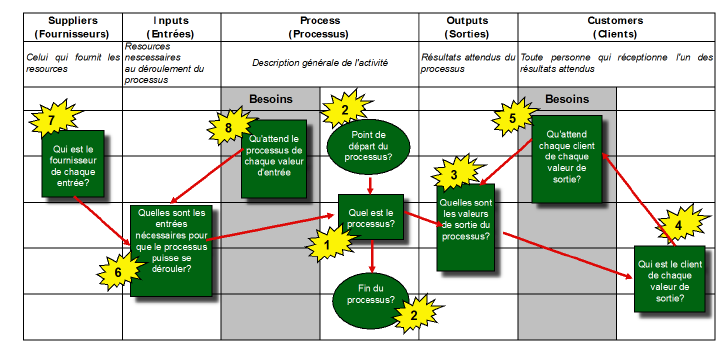 Suppliers
(Fournisseurs)
Inputs
(Entrées)
Process
(Processus)
Outputs
(Sorties)
Customers
(Clients)
Celui qui fournit les
resources
Resources
nescessaires
au déroulement du
processus
Description générale de l'activité
Résultats attendus du
processus
Toute personne qui réceptionne l'un des
résultats attendus
Besoins
Besoins
7
Qui est le
fournisseur
de chaque
entrée?
8
Qu'attend le
processus de
chaque valeur
d'entrée
2
Point de
départ du
processus?
5
Qu'attend
chaque client
de chaque
valeur de
sortie?
3
Quelles sont
les valeurs
de sortie du
processus?
Quelles sont les
entrées
nécessaires pour
que le processus
puisse se
dérouler?
6
Quel est le
processus?
1
4
Qui est le client
de chaque
valeur de
sortie?
Fin du
processus?
2